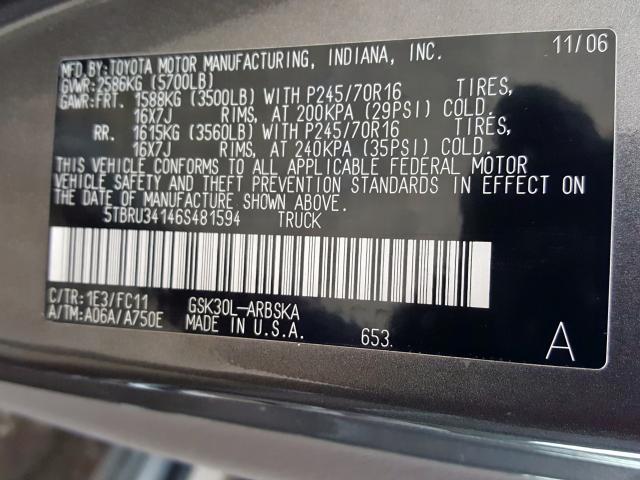 MFD.BY:TOYOTA MOTOR MANUFACTURING, INDIANA, INC. 11/06
GVWR:2586KG (5700LB)
GAWR:FRT. 1588KG (3500LB) WITH P245/70R16 TIRES,
16X7J RIMS, AT 200KPA (29PSI) COLD.
RR. 1615KG (3560LB) WITH P245/70R16 TIRES,
16X7J RIMS, AT 240KPA (35PSI) COLD.
THIS VEHICLE CONFORMS TO ALL APPLICABLE FEDERAL MOTOR
VEHICLE SAFETY AND THEFT PREVENTION STANDARDS IN EFFECT ON
THE DATE OF MANUFACTURE SHOWN ABOVE.
5TBRU34146S481594 TRUCK
C/TR: 1E3/FC11 GSK30L-ARBSKA
A/TM: A06A/A750E MADE IN U.S.A. 653. A